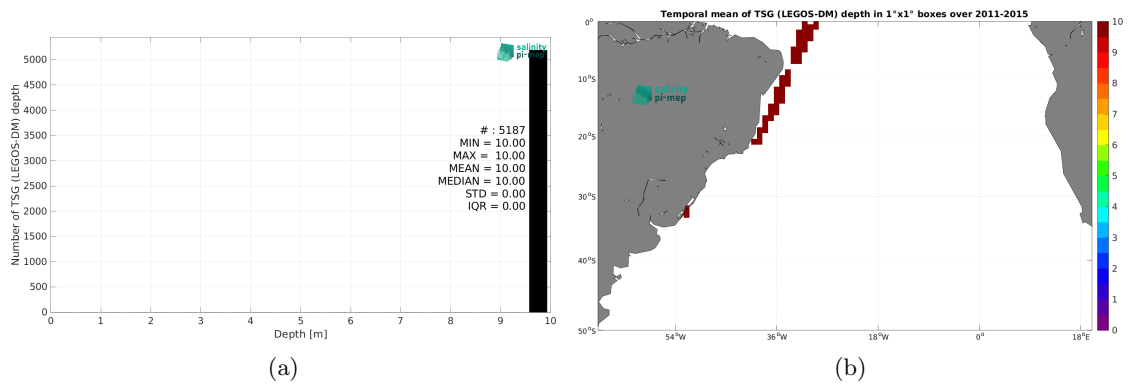 5000
4500
4000
3500
3000
2500
2000
1500
1000
500
0
Number of TSG (LEGOS-DM) depth
salinity
pi-mep
# : 5187
MIN = 10.00
MAX = 10.00
MEAN = 10.00
MEDIAN = 10.00
STD = 0.00
IQR = 0.00
0 1 2 3 4 5 6 7 8 9 10
Depth [m]
(a)
Temporal mean of TSG (LEGOS-DM) depth in 1°x1° boxes over 2011-2015
0°
10°S
20°S
30°S
40°S
50°S
salinity
pi-mep
54°W 36°W 18°W 0° 18°E
10
9
8
7
6
5
4
3
2
1
0
(b)